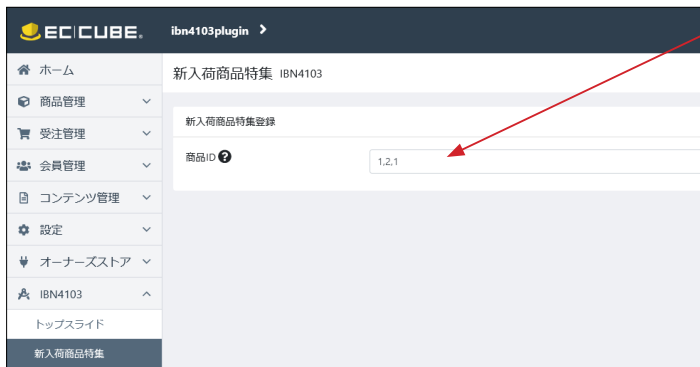 EC CUBE.
ibn4103plugin
ホーム
新入荷商品特集 IBN4103
商品管理
新入荷商品特集登録
受注管理
商品ID ?
1,2,1
会員管理
コンテンツ管理
設定
オーナーズストア
IBN4103
トップスライド
新入荷商品特集